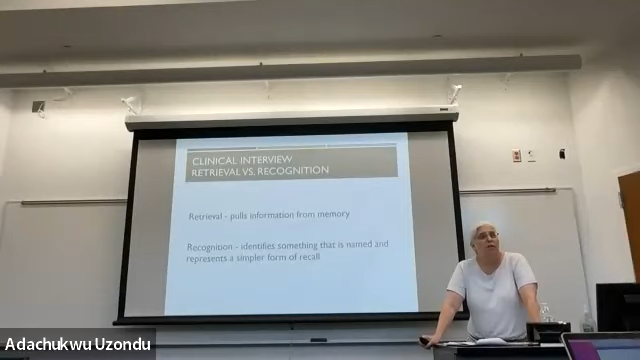 CLINICAL INTERVIEW
RETRIEVAL VS. RECOGNITION
Retrieval - pulls information from memory
Recognition - identifies something that is named and
represents a simpler form of recall
Adachukwu Uzondu